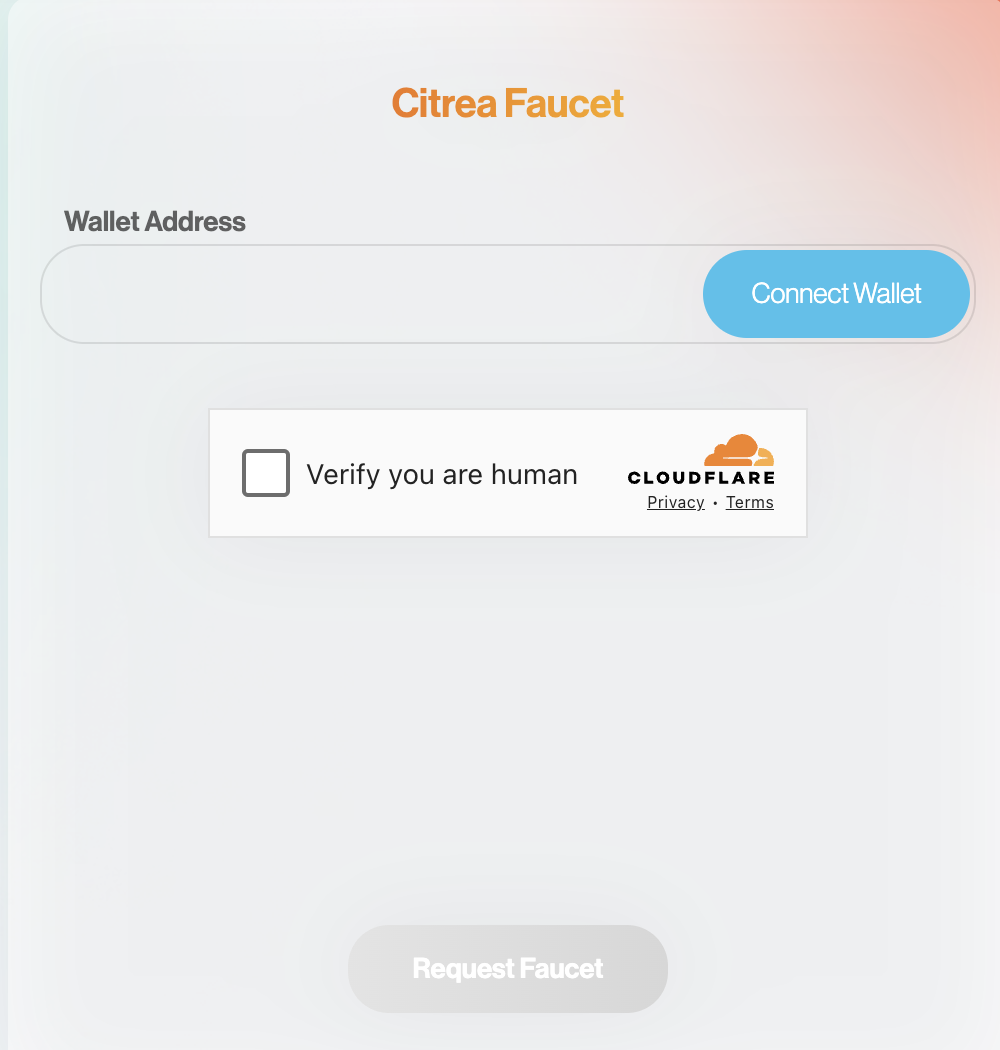 Citrea Faucet
Wallet Address
Connect Wallet
Verify you are human
CLOUDFLARE
Privacy • Terms
Request Faucet